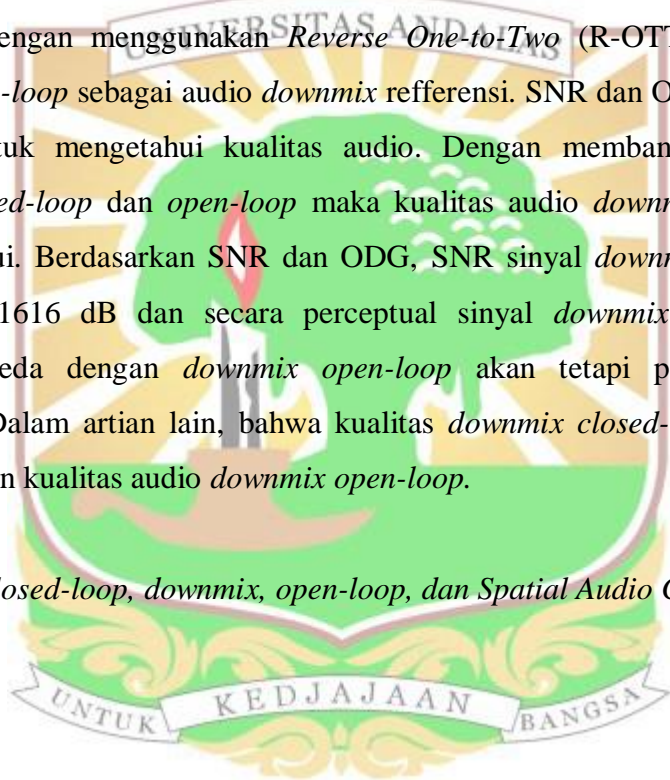 UNIVERSITAS ANDALAS
engan menggunakan Reverse One-to-Two (R-OTT
-loop sebagai audio downmix refferensi. SNR dan O
uk mengetahui kualitas audio. Dengan memban
ed-loop dan open-loop maka kualitas audio down
ui. Berdasarkan SNR dan ODG, SNR sinyal down
1616 dB dan secara perceptual sinyal downmix
eda dengan downmix open-loop akan tetapi p
Dalam artian lain, bahwa kualitas downmix closed-
n kualitas audio downmix open-loop.
losed-loop, downmix, open-loop, dan Spatial Audio C
UNTUK KEDJAJAAN BANGSA